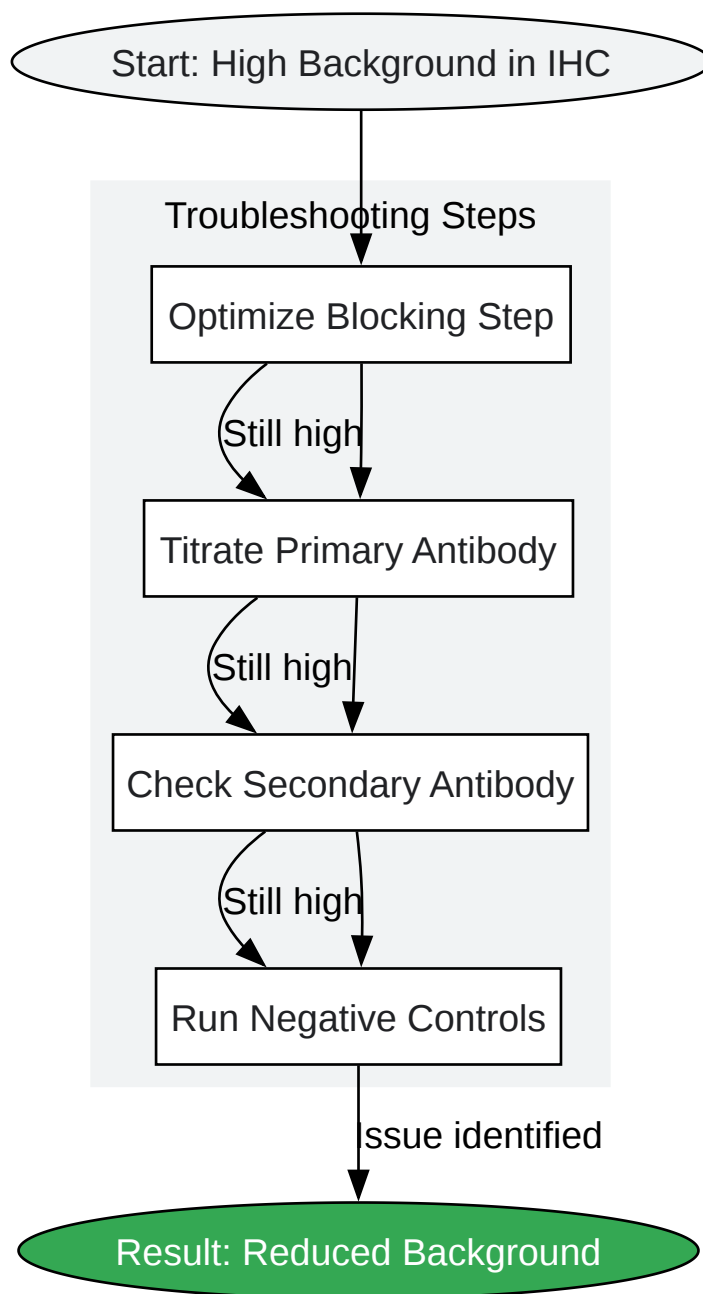 Start: High Background in IHC
Troubleshooting Steps
Optimize Blocking Step
Still high
Titrate Primary Antibody
Still high
Check Secondary Antibody
Still high
Run Negative Controls
Issue identified
Result: Reduced Background